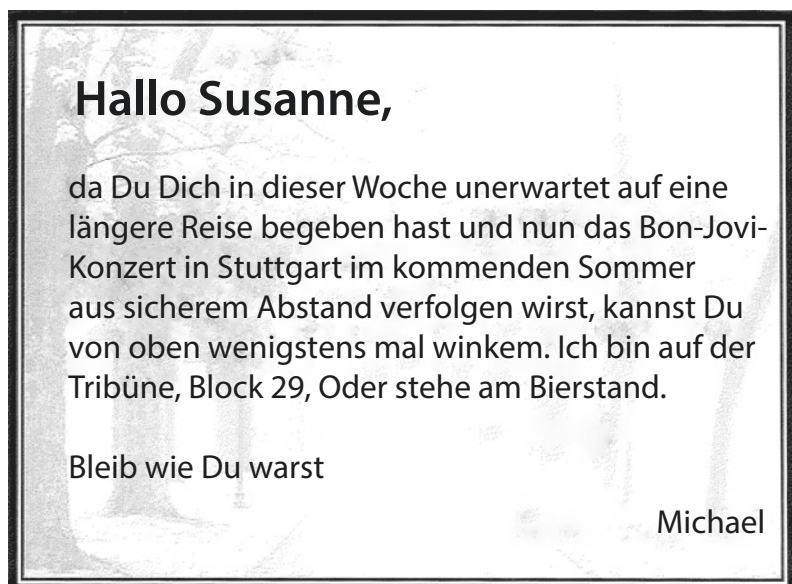 Hallo Susanne,
da Du Dich in dieser Woche unerwartet auf eine
längere Reise begeben hast und nun das Bon-Jovi-
Konzert in Stuttgart im kommenden Sommer
aus sicherem Abstand verfolgen wirst, kannst Du
von oben wenigstens mal winkem. Ich bin auf der
Tribüne, Block 29, Oder stehe am Bierstand.
Bleib wie Du warst
Michael